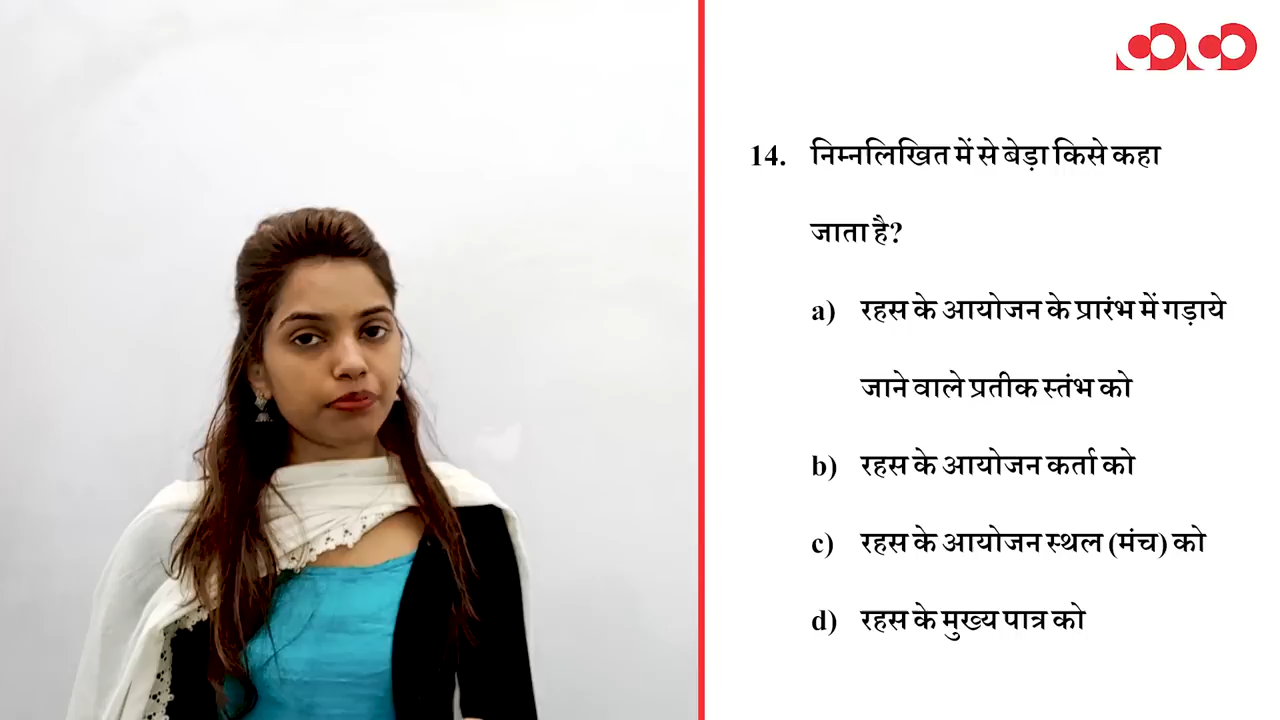 14. निम्नलिखित में से बेड़ा किसे कहा
जाता है?
a) रहस के आयोजन के प्रारंभ में गड़ाये
जाने वाले प्रतीक स्तंभ को
b) रहस के आयोजन कर्ता को
c) रहस के आयोजन स्थल (मंच) को
d) रहस के मुख्य पात्र को